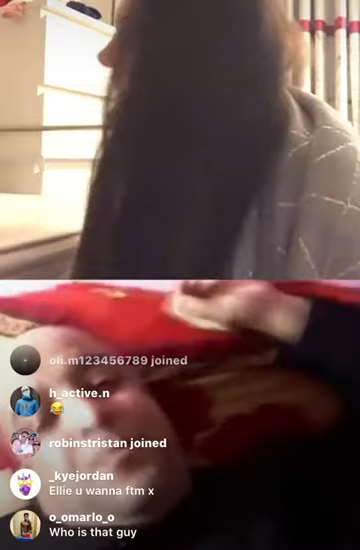 oli.m123456789 joined
h_active.n
😂
robinstristan joined
_kyejordan
Ellie u wanna ftm x
o_omarlo_o
Who is that guy